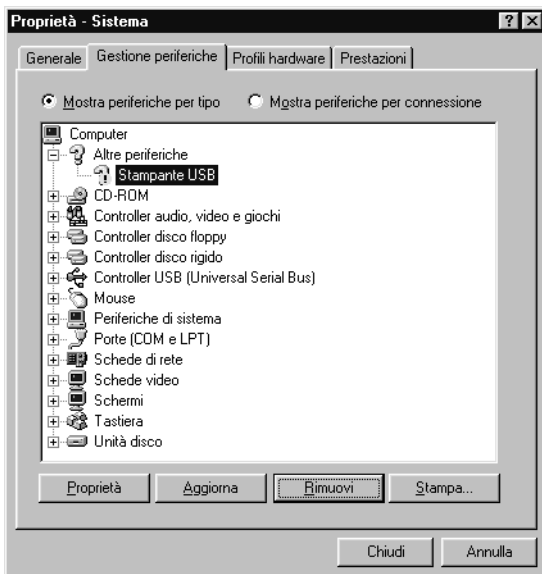 Proprietà - Sistema
Generale Gestione periferiche Profili hardware Prestazioni
Mostra periferiche per tipo Mostra periferiche per connessione
Computer
Altre periferiche
Stampante USB
CD-ROM
Controller audio, video e giochi
Controller disco floppy
Controller disco rigido
Controller USB (Universal Serial Bus)
Mouse
Periferiche di sistema
Porte (COM e LPT)
Schede di rete
Schede video
Schermi
Tastiera
Unità disco
Proprietà Aggiorna Rimuovi Stampa...
Chiudi Annulla